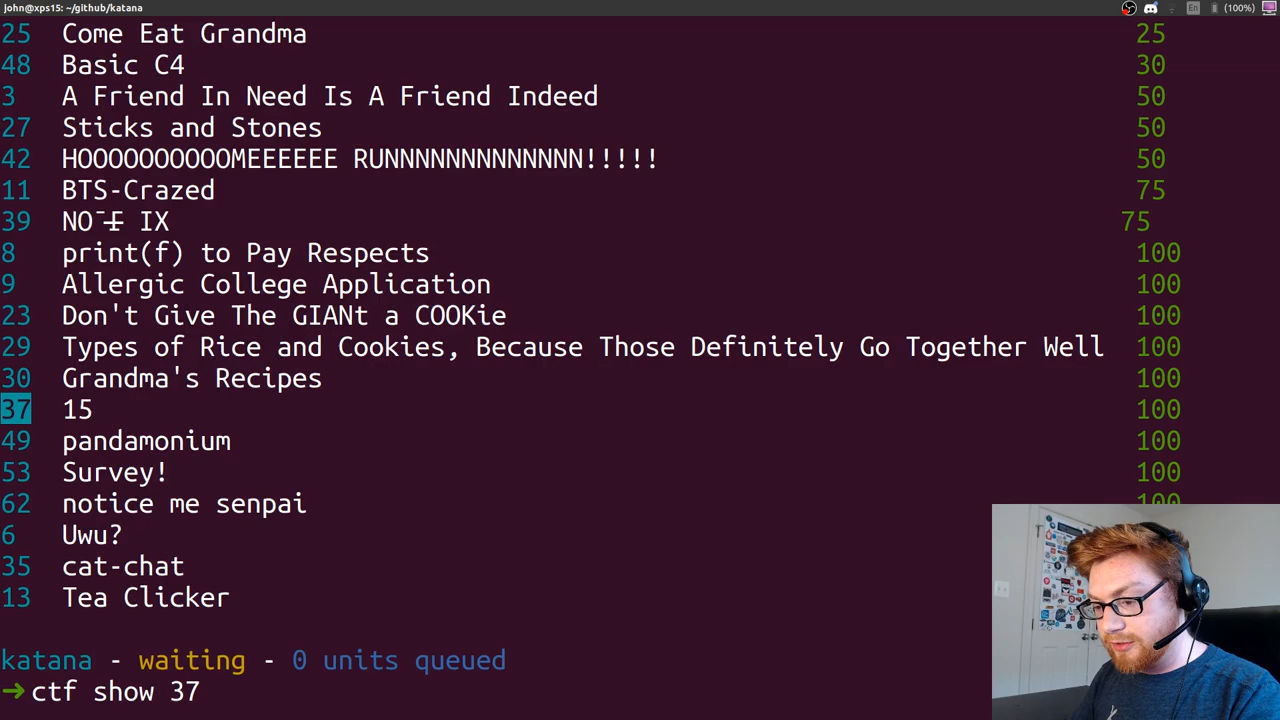 john@xps15: ~/github/katana En (100%)
25 Come Eat Grandma 25
48 Basic C4 30
3 A Friend In Need Is A Friend Indeed 50
27 Sticks and Stones 50
42 HOOOOOOOOOOMEEEEEE RUNNNNNNNNNNNNN!!!!! 50
11 BTS-Crazed 75
39 IX 75
8 print(f) to Pay Respects 100
9 Allergic College Application 100
23 Don't Give The GIANt a COOKie 100
29 Types of Rice and Cookies, Because Those Definitely Go Together Well 100
30 Grandma's Recipes 100
37 15 100
49 pandamonium 100
53 Survey! 100
62 notice me senpai 100
6 Uwu?
35 cat-chat
13 Tea Clicker
katana - waiting - 0 units queued
➜ctf show 37